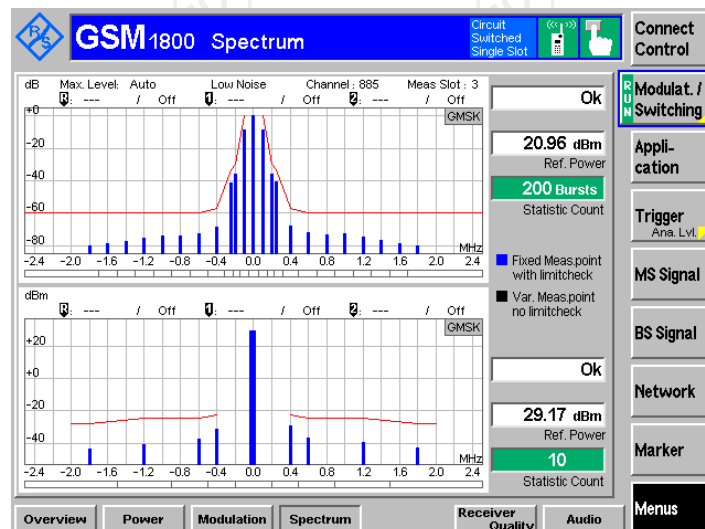 R&S GSM 1800 Spectrum
Circuit
Switched
Single Slot
Connect
Control
dB Max. Level: Auto Low Noise Channel : 885 Meas Slot : 3
R: --- / Off 1: --- / Off 2: --- / Off
GMSK
+0
-20
-40
-60
-80
MHz
-2.4 -2.0 -1.6 -1.2 -0.8 -0.4 0.0 0.4 0.8 1.2 1.6 2.0 2.4
Ok
20.96 dBm
Ref. Power
200 Bursts
Statistic Count
Fixed Meas.point
with limitcheck
Var. Meas.point
no limitcheck
dBm
R: --- / Off 1: --- / Off 2: --- / Off
GMSK
+20
+0
-20
-40
MHz
-2.4 -2.0 -1.6 -1.2 -0.8 -0.4 0.0 0.4 0.8 1.2 1.6 2.0 2.4
Ok
29.17 dBm
Ref. Power
10
Statistic Count
RUN
Modulat. /
Switching
Appli-
cation
Trigger
Ana. Lvl.
MS Signal
BS Signal
Network
Marker
Menus
Overview Power Modulation Spectrum Receiver
Quality Audio